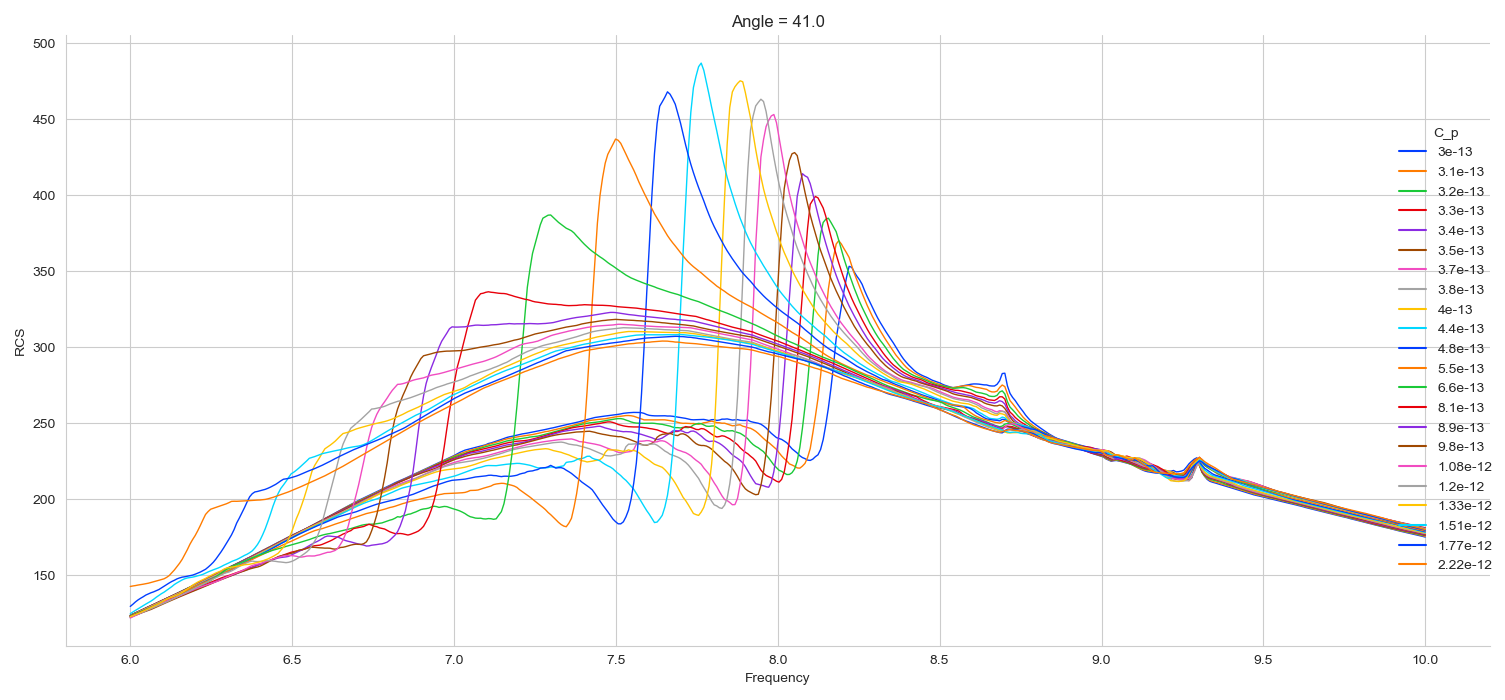 Angle = 41.0
500
450
400
350
300
250
200
150
RCS
6.0 6.5 7.0 7.5 8.0 8.5 9.0 9.5 10.0
Frequency
C_p
3e-13
3.1e-13
3.2e-13
3.3e-13
3.4e-13
3.5e-13
3.7e-13
3.8e-13
4e-13
4.4e-13
4.8e-13
5.5e-13
6.6e-13
8.1e-13
8.9e-13
9.8e-13
1.08e-12
1.2e-12
1.33e-12
1.51e-12
1.77e-12
2.22e-12